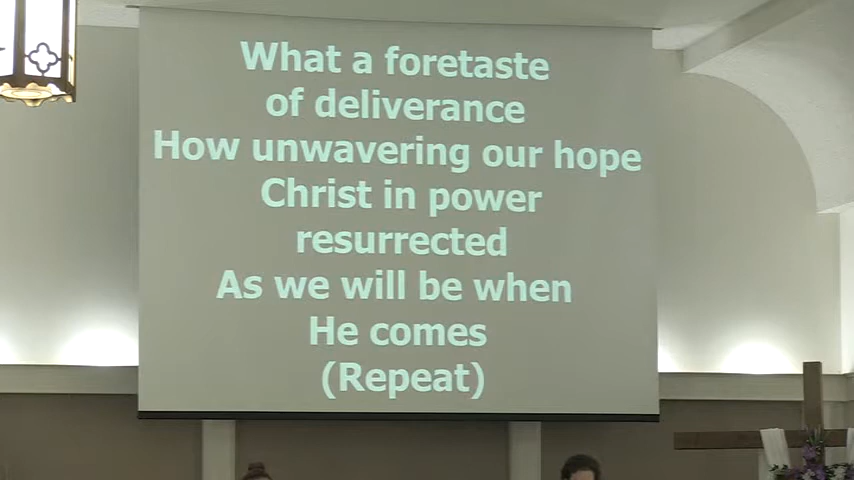 What a foretaste
of deliverance
How unwavering our hope
Christ in power
resurrected
As we will be when
He comes
(Repeat)